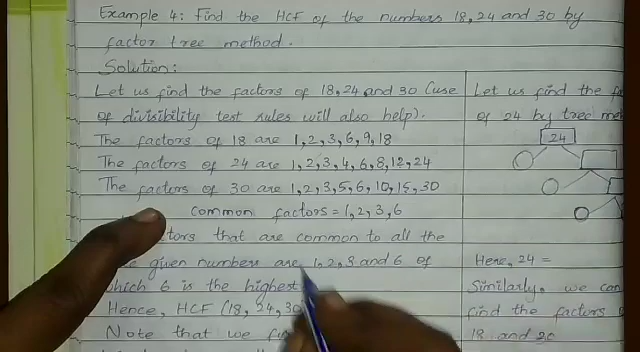 Example 4: Find the HCF of the numbers 18, 24 and 30 by
factor tree method.
Solution:
Let us find the factors of 18, 24 and 30 (use
of divisibility test rules will also help).
The factors of 18 are 1, 2, 3, 6, 9, 18
The factors of 24 are 1, 2, 3, 4, 6, 8, 12, 24
The factors of 30 are 1, 2, 3, 5, 6, 10, 15, 30
Common factors = 1, 2, 3, 6
that are common to all the
given numbers are 1, 2, 3 and 6 of
which 6 is the highest
Hence, HCF (18, 24, 30
Note that we
Let us find the
of 24 by tree
24
Here, 24 =
Similarly, we can
find the factors
18 and 30